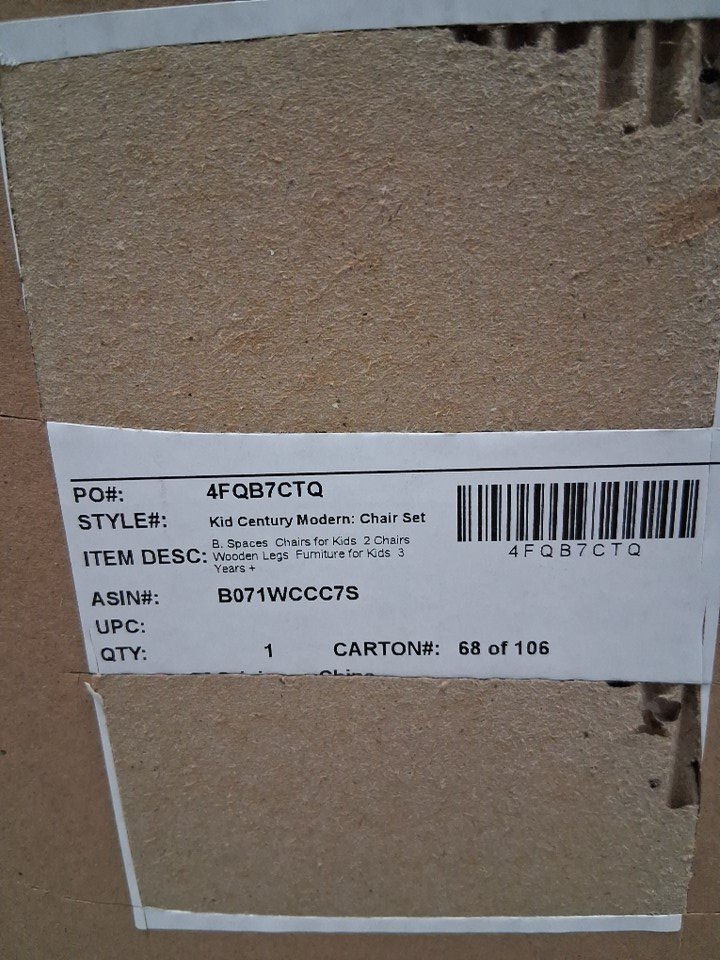 PO#: 4FQB7CTQ
STYLE#: Kid Century Modern: Chair Set
ITEM DESC: B. Spaces Chairs for Kids 2 Chairs
Wooden Legs Furniture for Kids 3
Years +
4FQB7CTQ
ASIN#: B071WCCC7S
UPC:
QTY: 1 CARTON#: 68 of 106
China